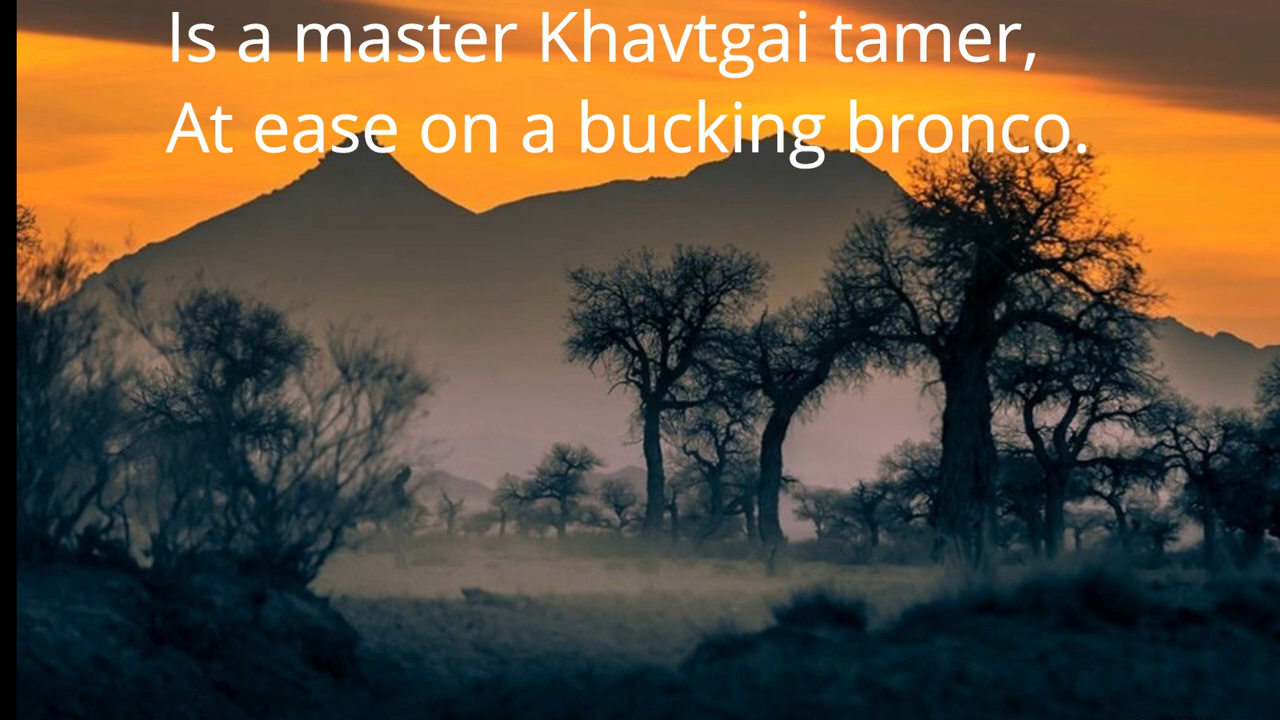 Is a master Khavtgai tamer,
At ease on a bucking bronco.